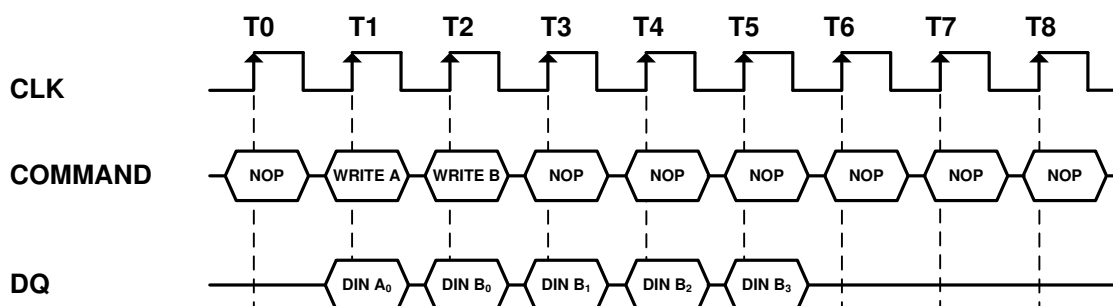 T0 T1 T2 T3 T4 T5 T6 T7 T8
CLK
COMMAND NOP WRITE A WRITE B NOP NOP NOP NOP NOP NOP
DQ DIN A₀ DIN B₀ DIN B₁ DIN B₂ DIN B₃